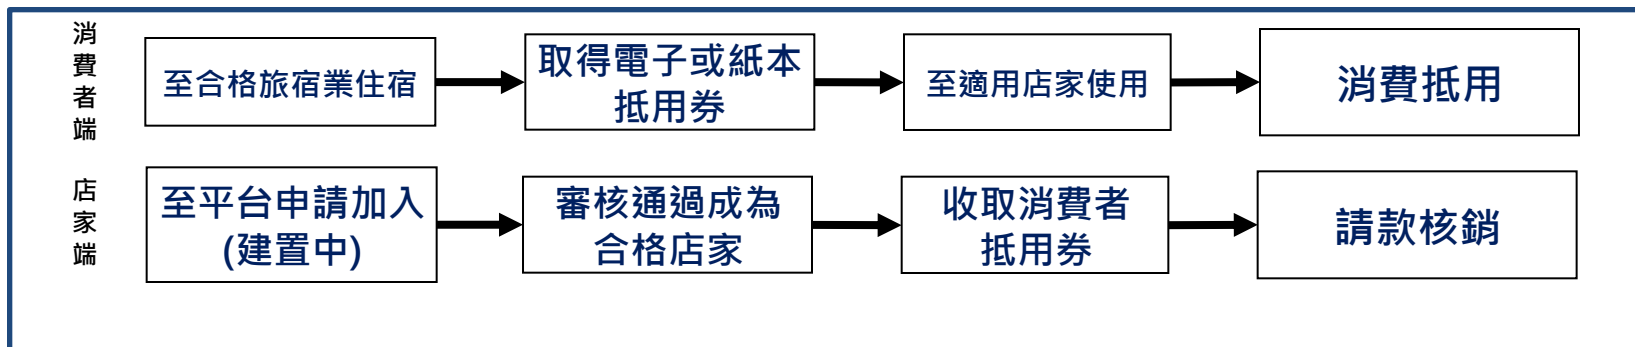 消費者端
至合格旅宿業住宿
取得電子或紙本
抵用券
至適用店家使用
消費抵用
店家端
至平台申請加入
(建置中)
審核通過成為
合格店家
收取消費者
抵用券
請款核銷